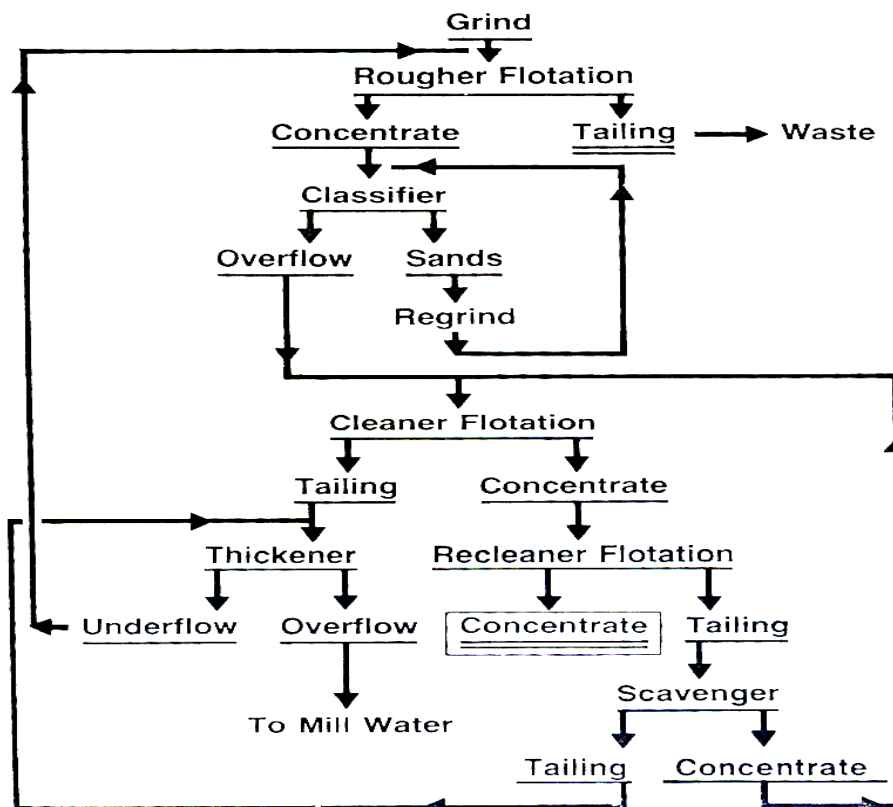 Grind
Rougher Flotation
Concentrate Tailing Waste
Classifier
Overflow Sands
Regrind
Cleaner Flotation
Tailing Concentrate
Thickener Recleaner Flotation
Underflow Overflow Concentrate Tailing
Scavenger
To Mill Water
Tailing Concentrate